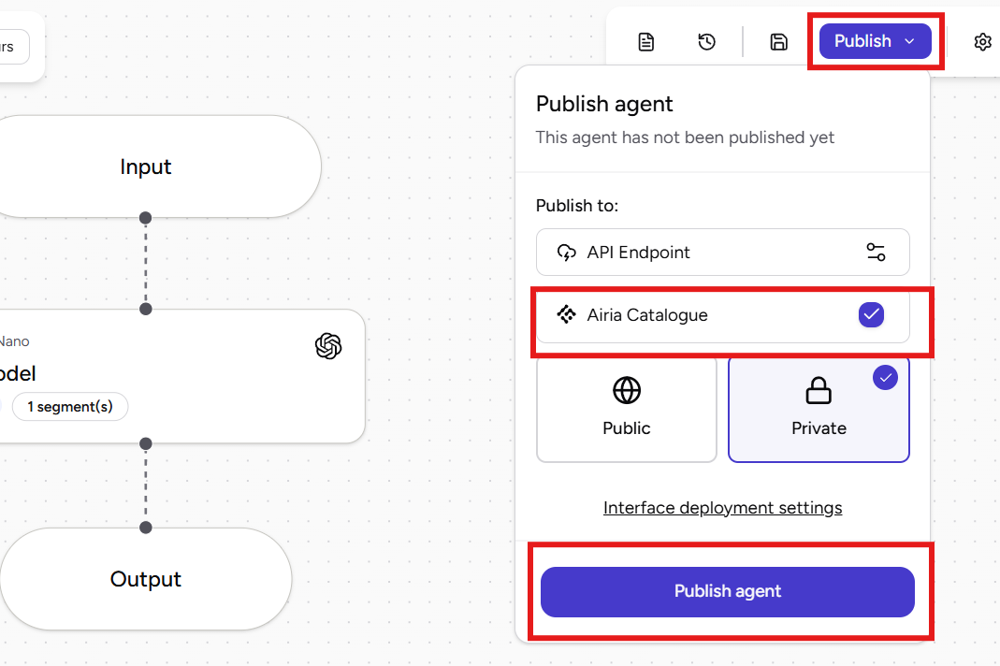 rs
Publish
Publish agent
This agent has not been published yet
Input
Publish to:
API Endpoint
Airia Catalogue
Nano
odel
1 segment(s)
Public
Private
Interface deployment settings
Output
Publish agent